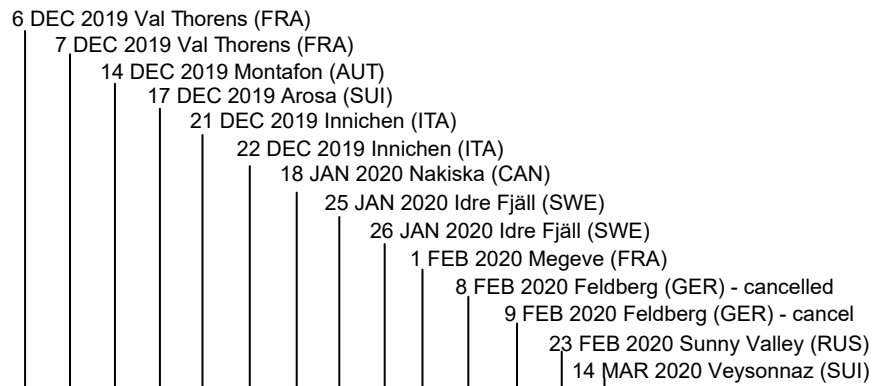 6 DEC 2019 Val Thorens (FRA)
7 DEC 2019 Val Thorens (FRA)
14 DEC 2019 Montafon (AUT)
17 DEC 2019 Arosa (SUI)
21 DEC 2019 Innichen (ITA)
22 DEC 2019 Innichen (ITA)
18 JAN 2020 Nakiska (CAN)
25 JAN 2020 Idre Fjäll (SWE)
26 JAN 2020 Idre Fjäll (SWE)
1 FEB 2020 Megeve (FRA)
8 FEB 2020 Feldberg (GER) - cancelled
9 FEB 2020 Feldberg (GER) - cancel
23 FEB 2020 Sunny Valley (RUS)
14 MAR 2020 Veysonnaz (SUI)